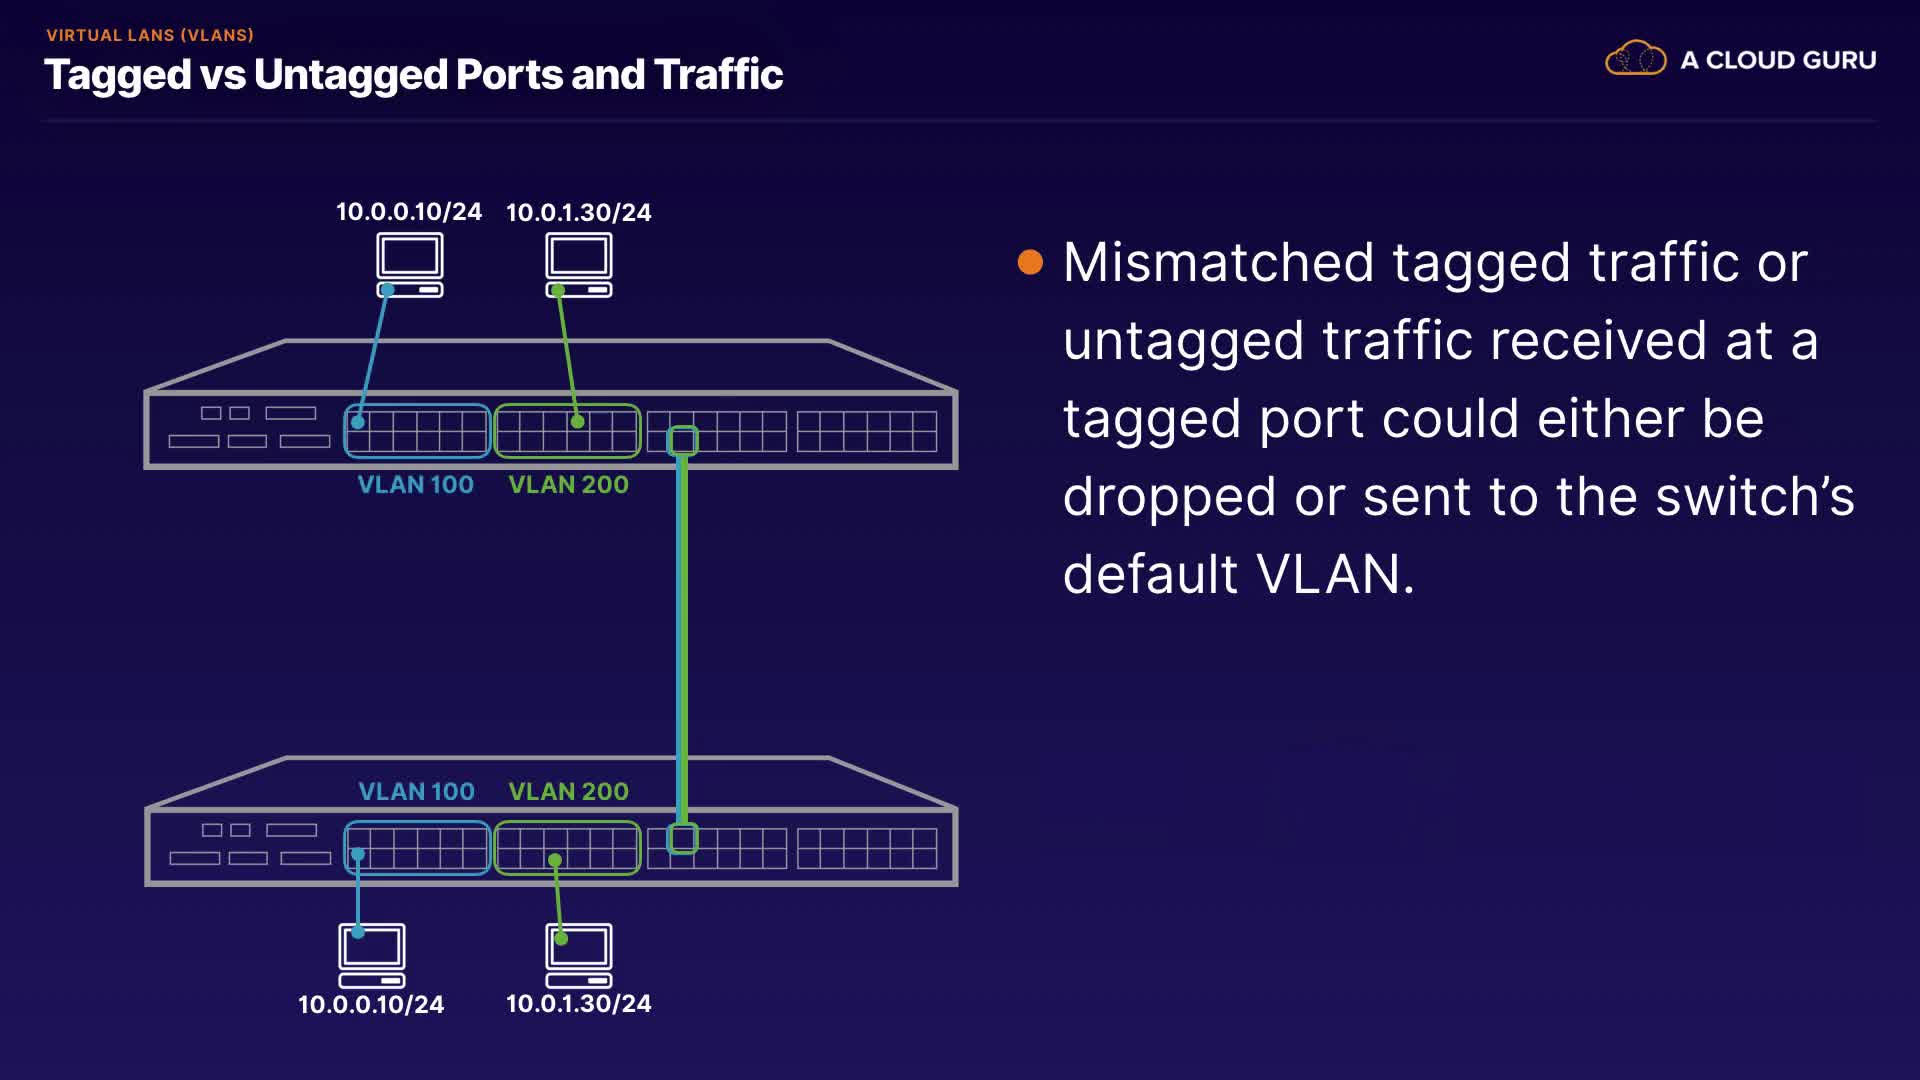 VIRTUAL LANS (VLANS)
Tagged vs Untagged Ports and Traffic
A CLOUD GURU
10.0.0.10/24 10.0.1.30/24
VLAN 100 VLAN 200
VLAN 100 VLAN 200
10.0.0.10/24 10.0.1.30/24
Mismatched tagged traffic or
untagged traffic received at a
tagged port could either be
dropped or sent to the switch’s
default VLAN.